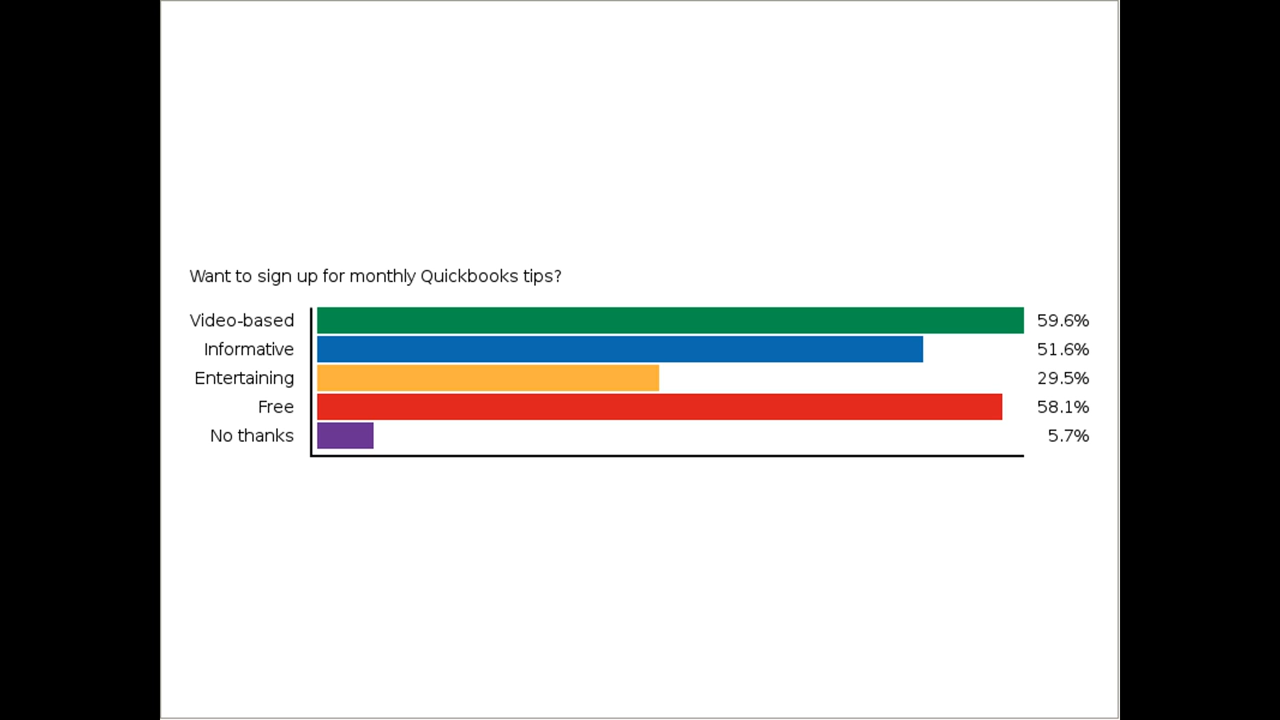 Want to sign up for monthly Quickbooks tips?
Video-based 59.6%
Informative 51.6%
Entertaining 29.5%
Free 58.1%
No thanks 5.7%